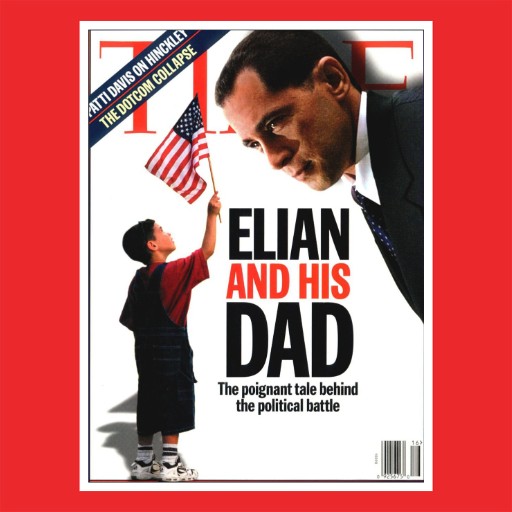 TIME
PATTI DAVIS ON HINCKLEY
THE DOTCOM COLLAPSE
ELIAN
AND HIS
DAD
The poignant tale behind
the political battle